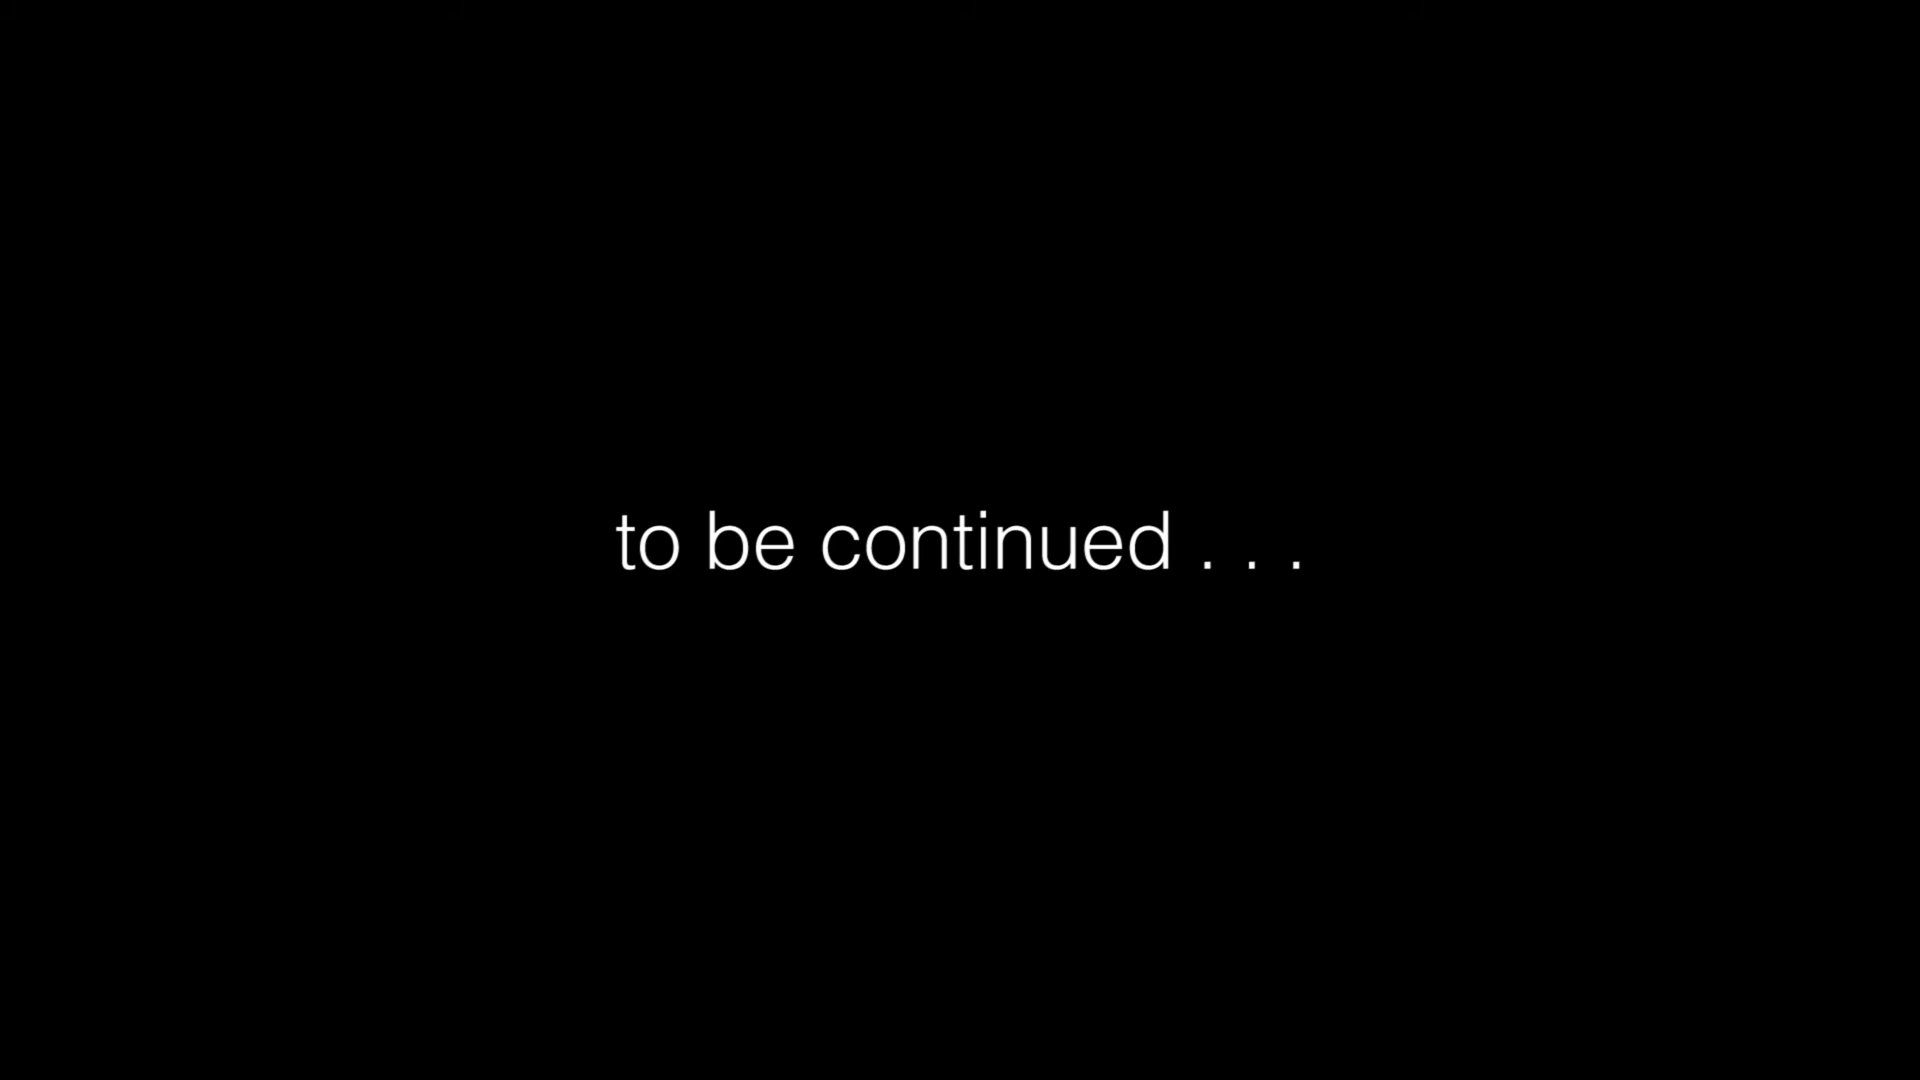 to be continued . . .